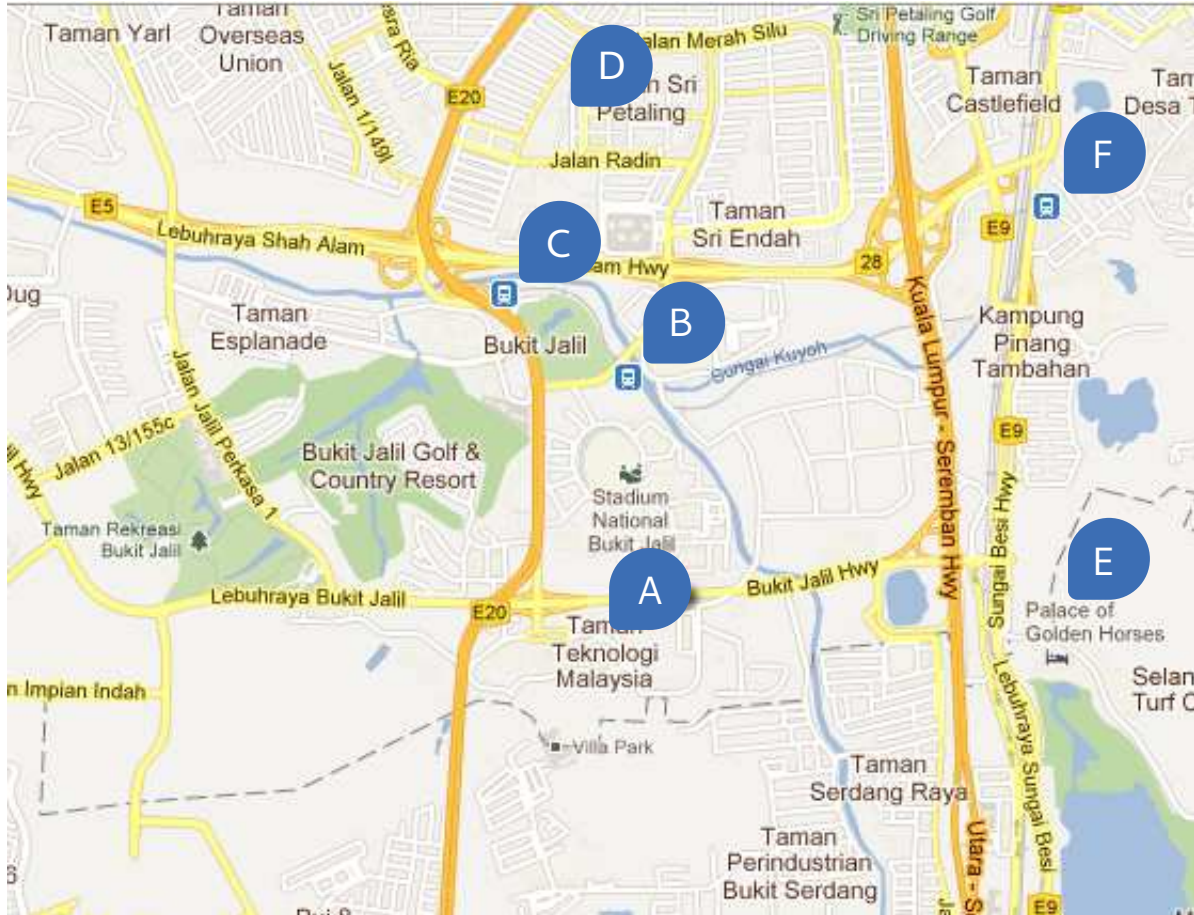 Taman
Taman Yarl
Overseas
Union
Jalan 1/149l
E20
D
Jalan Merah Silu
Sri
Petaling
Jalan Radin
Sri Petaling Golf
Driving Range
Taman
Castlefield
Desa
F
E5
Lebuhraya Shah Alam
C
Hwy
Taman
Sri Endah
28
E9
Taman
Esplanade
Bukit Jalil
B
Sungai Kuyoh
Kuala Lumpur - Seremban Hwy
Kampung
Pinang
Tambahan
Jalan Jalil Perkasa 1
Jalan 13/155c
Hwy
Bukit Jalil Golf &
Country Resort
Stadium
National
Bukit Jalil
E9
Sungai Besi Hwy
Taman Rekreasi
Bukit Jalil
Lebuhraya Bukit Jalil
E20
A
Bukit Jalil Hwy
E
Palace of
Golden Horses
Taman
Teknologi
Malaysia
Impian Indah
Villa Park
Lebuhraya Sungai Besi
Taman
Serdang Raya
Utara -
Taman
Perindustrian
Bukit Serdang
E9